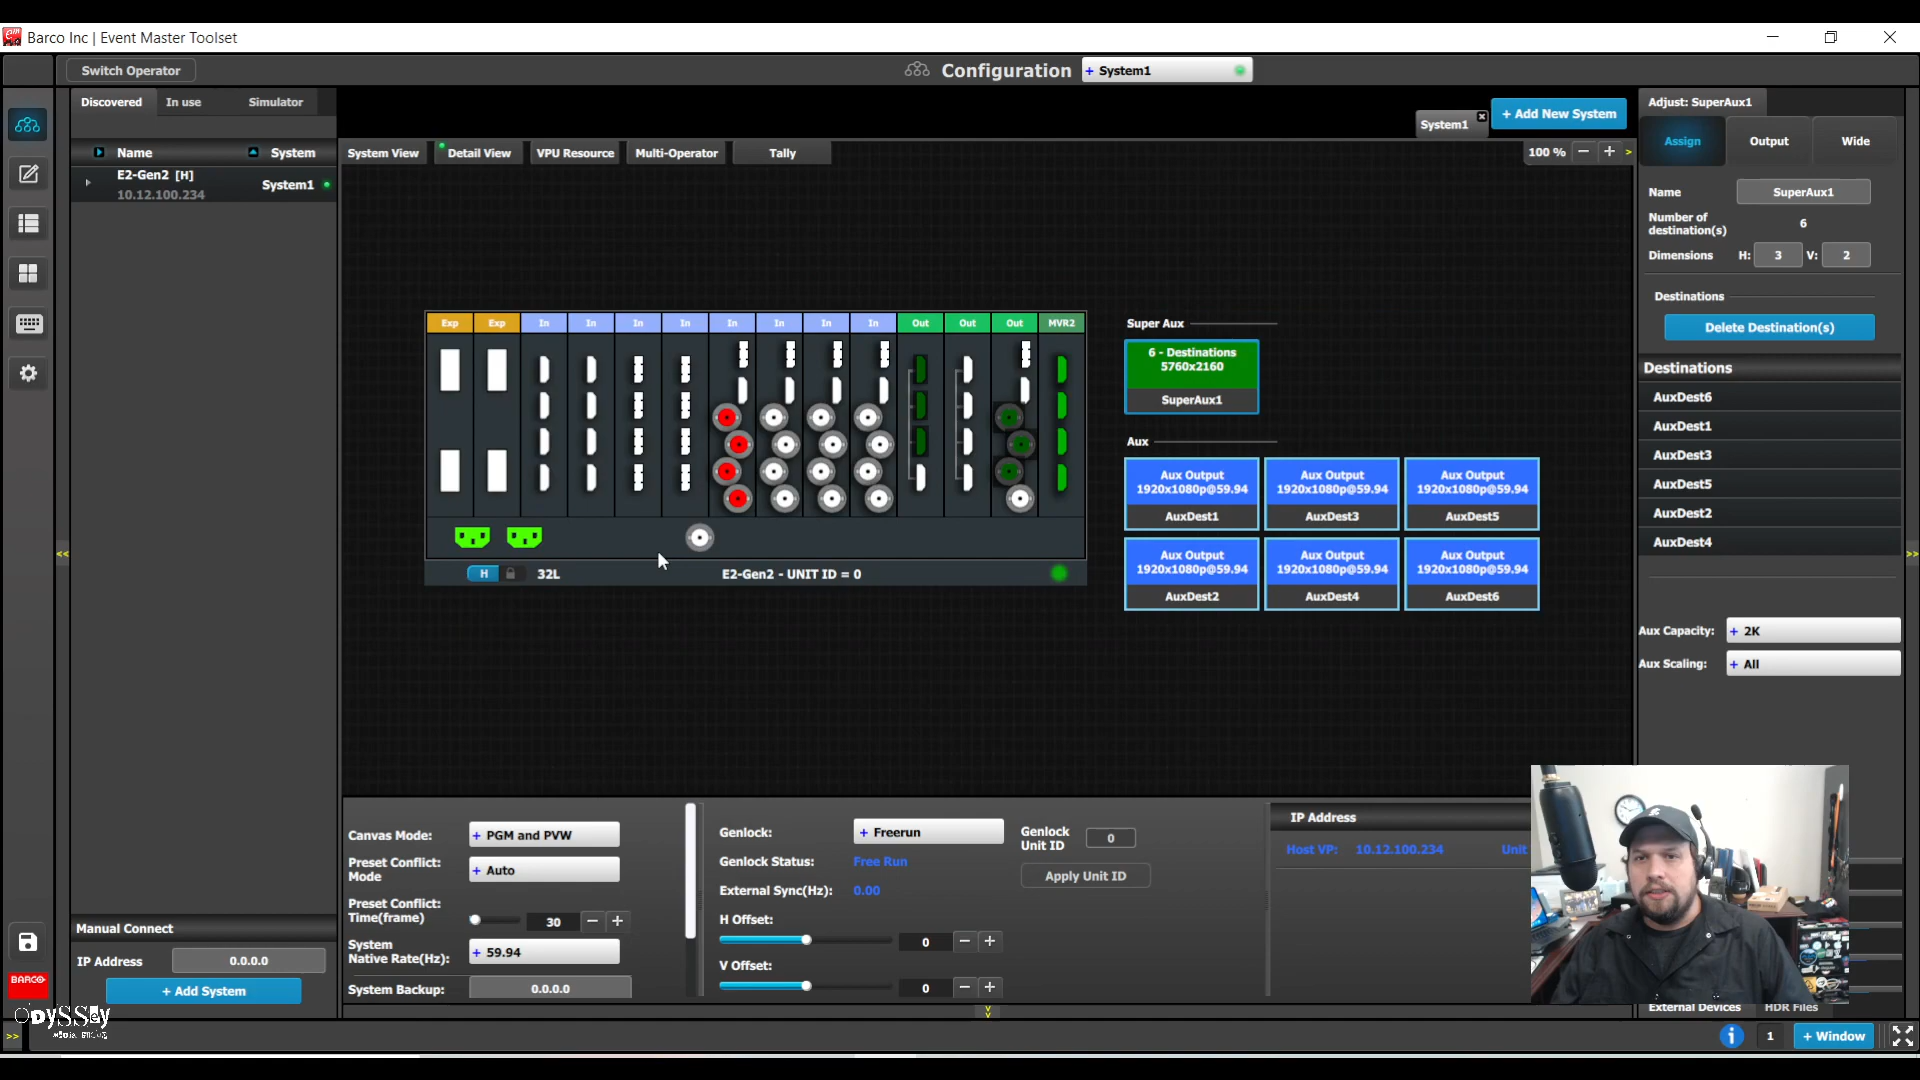 Barco Inc | Event Master Toolset
Switch Operator
Configuration
+ System1
Discovered
In use
Simulator
Name
System
E2-Gen2 [H]
10.12.100.234
System1
System1
+ Add New System
System View
Detail View
VPU Resource
Multi-Operator
Tally
100 %
− + >
Exp Exp In In In In In In In In Out Out Out MVR2
H
32L
E2-Gen2 - UNIT ID = 0
Super Aux
6 - Destinations
5760x2160
SuperAux1
Aux
Aux Output
1920x1080p@59.94
AuxDest1
Aux Output
1920x1080p@59.94
AuxDest3
Aux Output
1920x1080p@59.94
AuxDest5
Aux Output
1920x1080p@59.94
AuxDest2
Aux Output
1920x1080p@59.94
AuxDest4
Aux Output
1920x1080p@59.94
AuxDest6
Adjust: SuperAux1
Assign
Output
Wide
Name
SuperAux1
Number of
destination(s)
6
Dimensions H: 3 V: 2
Destinations
Delete Destination(s)
Destinations
AuxDest6
AuxDest1
AuxDest3
AuxDest5
AuxDest2
AuxDest4
Aux Capacity: + 2K
Aux Scaling: + All
<<
>>
Manual Connect
IP Address 0.0.0.0
+ Add System
BARCO
Odyssey
>>
Canvas Mode: + PGM and PVW
Preset Conflict:
Mode
+ Auto
Preset Conflict:
Time(frame)
30 − +
System
Native Rate(Hz):
+ 59.94
System Backup: 0.0.0.0
Genlock: + Freerun
Genlock Status: Free Run
External Sync(Hz): 0.00
H Offset:
0 − +
V Offset:
0 − +
Genlock
Unit ID
0
Apply Unit ID
IP Address
Host VP: 10.12.100.234 Unit
External Devices
HDR Files
i
1
+ Window